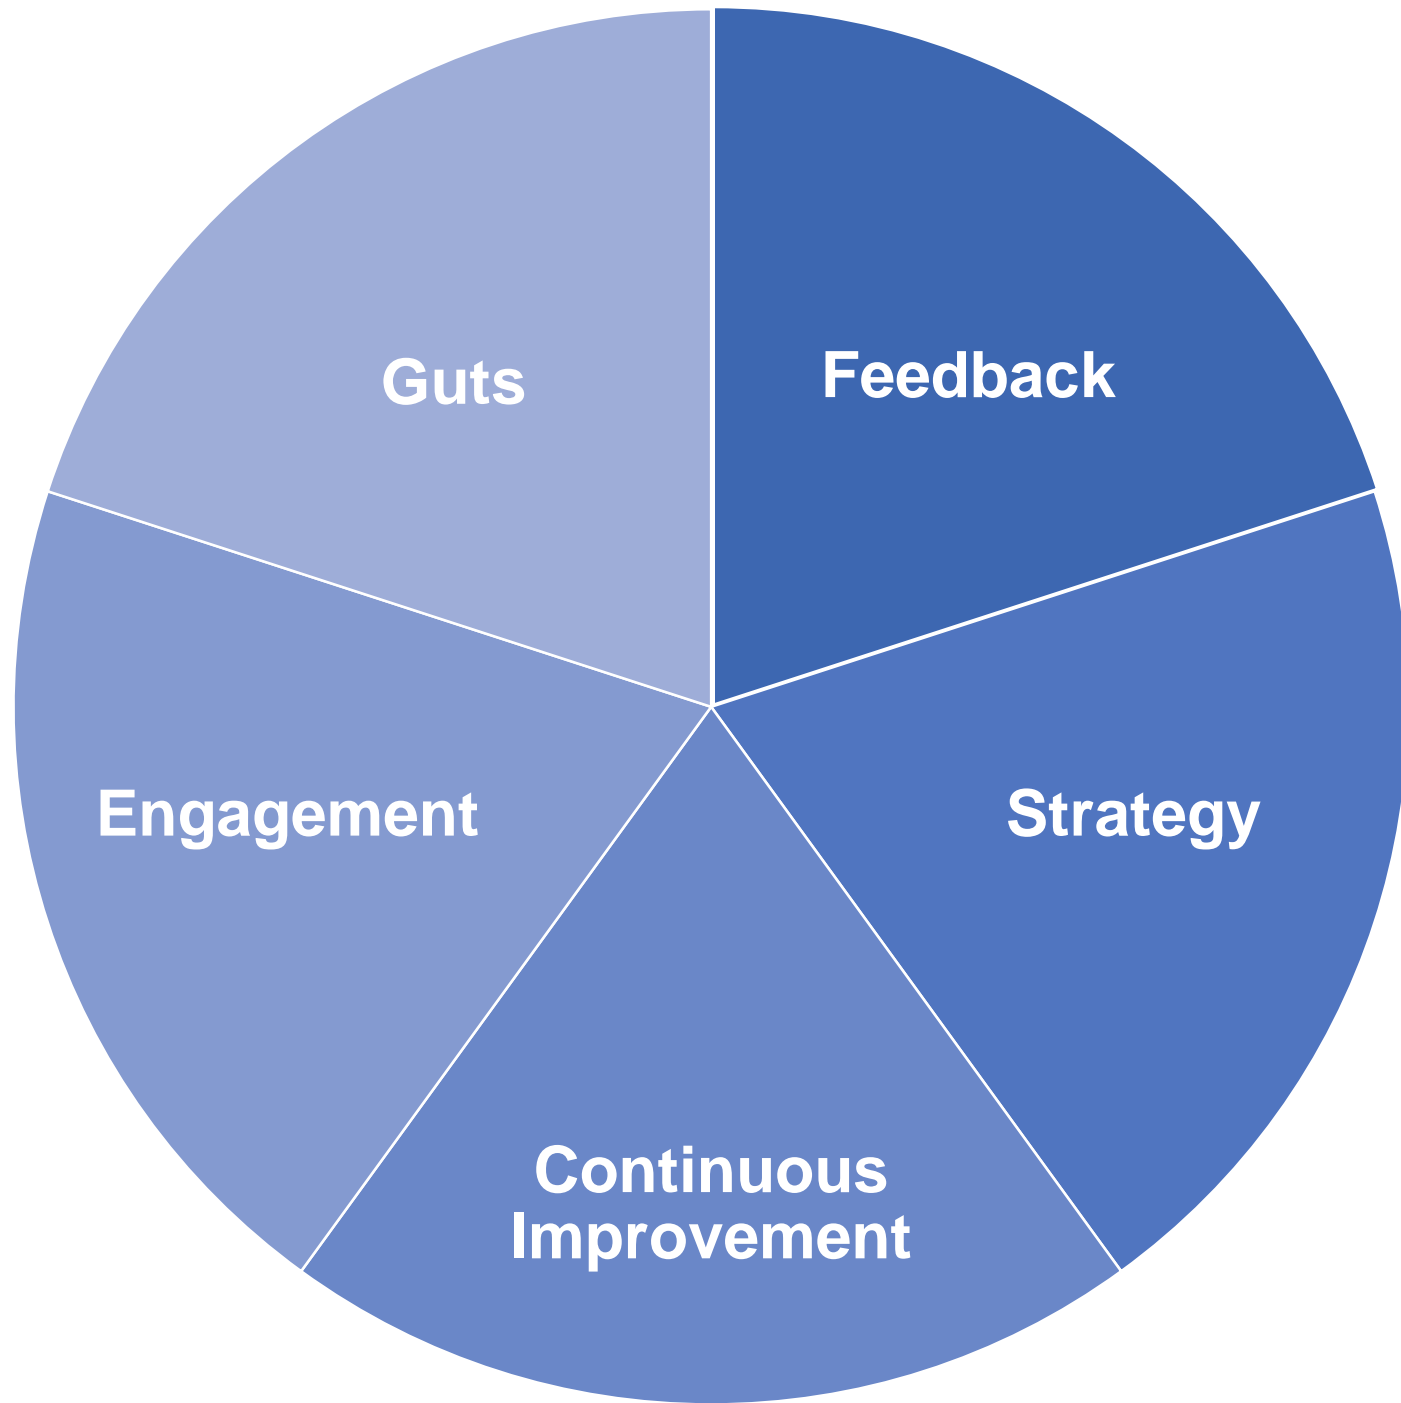 Guts
Feedback
Engagement
Strategy
Continuous
Improvement